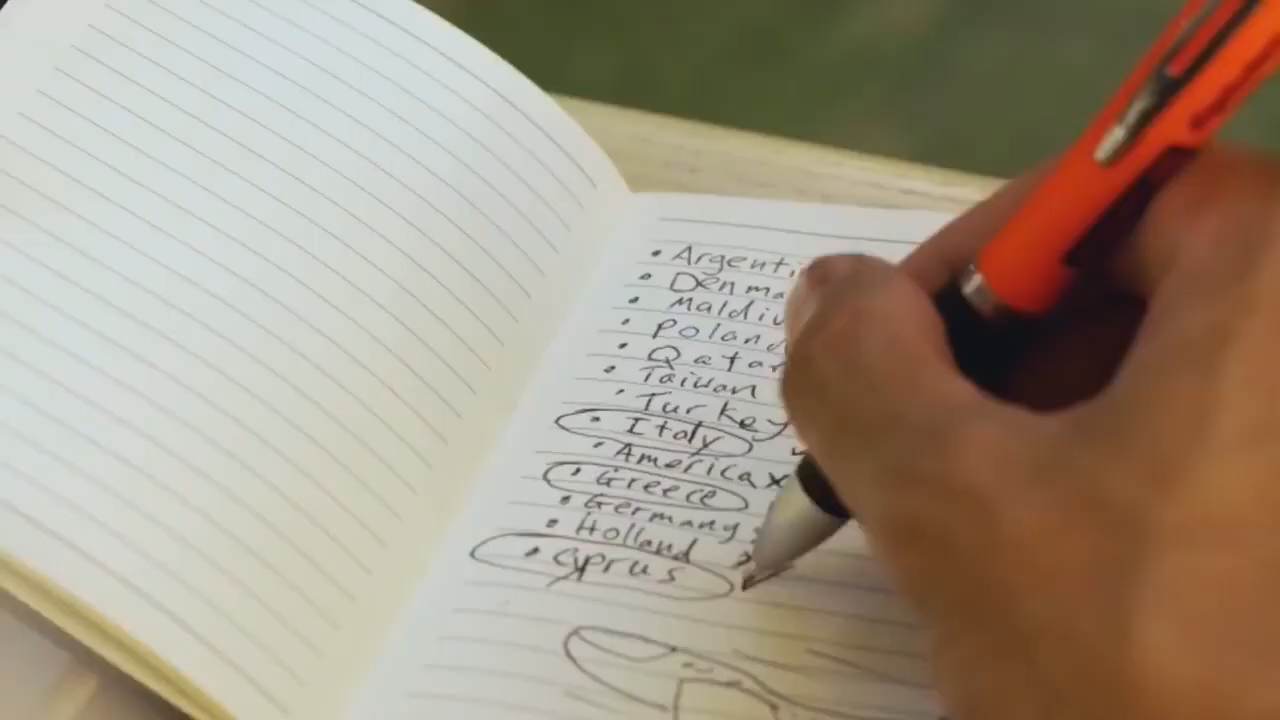 • Argenti
• Denma
• Maldiv
• Poland
• Qatar
• Taiwan
• Turkey
• Italy
• America x
• Greece
• Germany
• Holland
• Cyprus